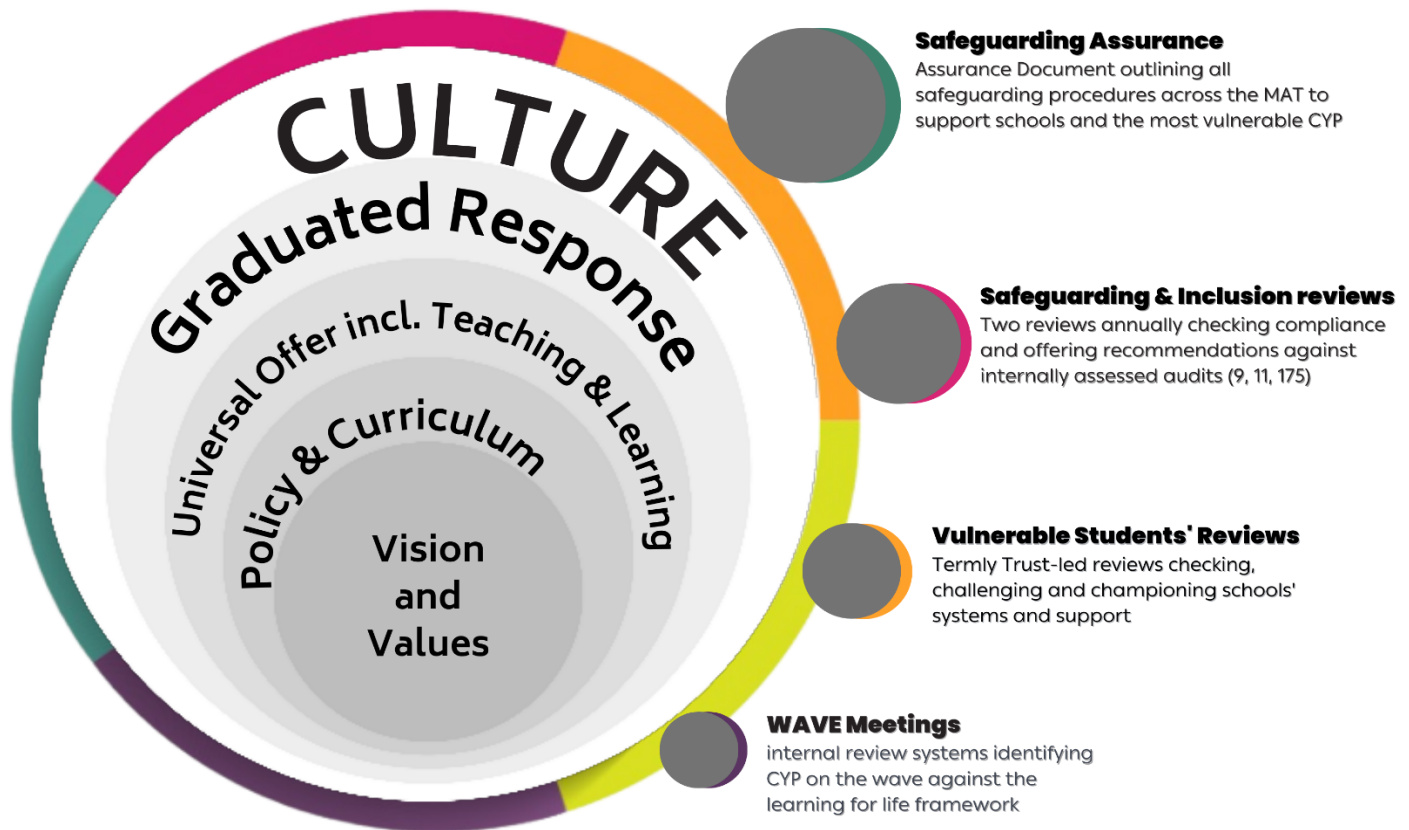 CULTURE
Graduated Response
Universal Offer incl. Teaching & Learning
Policy & Curriculum
Vision
and
Values
Safeguarding Assurance
Assurance Document outlining all
safeguarding procedures across the MAT to
support schools and the most vulnerable CYP
Safeguarding & Inclusion reviews
Two reviews annually checking compliance
and offering recommendations against
internally assessed audits (9, 11, 175)
Vulnerable Students' Reviews
Termly Trust-led reviews checking,
challenging and championing schools'
systems and support
WAVE Meetings
internal review systems identifying
CYP on the wave against the
learning for life framework